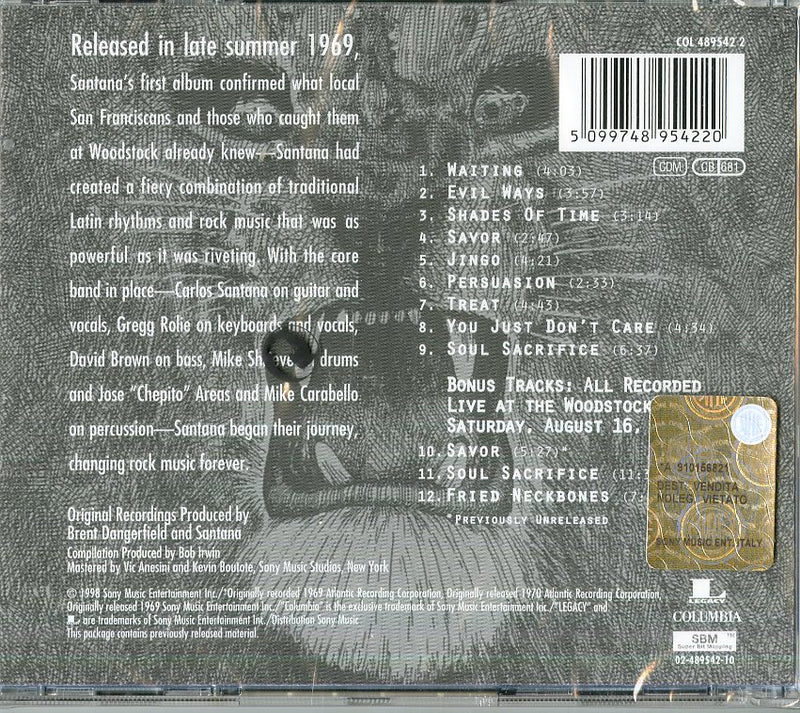 Released in late summer 1969,
Santana's first album confirmed what local
San Franciscans and those who caught them
at Woodstock already knew—Santana had
created a fiery combination of traditional
Latin rhythms and rock music that was as
powerful as it was riveting. With the core
band in place—Carlos Santana on guitar and
vocals, Gregg Rolie on keyboards and vocals,
David Brown on bass, Mike drums
and Jose "Chepito" Areas and Mike Carabello
on percussion—Santana began their journey,
changing rock music forever.
Original Recordings Produced by
Brent Dangerfield and Santana
Compilation Produced by Bob Irwin
Mastered by Vic Anesini and Kevin Boutote, Sony Music Studios, New York
© 1998 Sony Music Entertainment Inc./*Originally recorded 1969 Atlantic Recording Corporation, Originally released 1970 Atlantic Recording Corporation,
Originally released 1969 Sony Music Entertainment Inc./"Columbia" is the exclusive trademark of Sony Music Entertainment Inc./"LEGACY" and
L are trademarks of Sony Music Entertainment Inc./Distribution Sony Music
This package contains previously released material.
COL 489542 2
5 099748 954220
GDM CB 681
1. WAITING (4:03)
2. EVIL WAYS (3:57)
3. SHADES OF TIME (3:14)
4. SAVOR (2:47)
5. JINGO (4:21)
6. PERSUASION (2:33)
7. TREAT (4:43)
8. YOU JUST DON'T CARE (4:34)
9. SOUL SACRIFICE (6:37)
BONUS TRACKS: ALL RECORDED
LIVE AT THE WOODSTOCK
SATURDAY, AUGUST 16,
10. SAVOR (5:27)*
11. SOUL SACRIFICE (11:
12. FRIED NECKBONES (7:
*PREVIOUSLY UNRELEASED
*A 910156821
DEST. VENDITA
NOLEG. VIETATO
SONY MUSIC ENT. ITALY
LEGACY
COLUMBIA
SBM™
Super Bit Mapping
02-489542-10